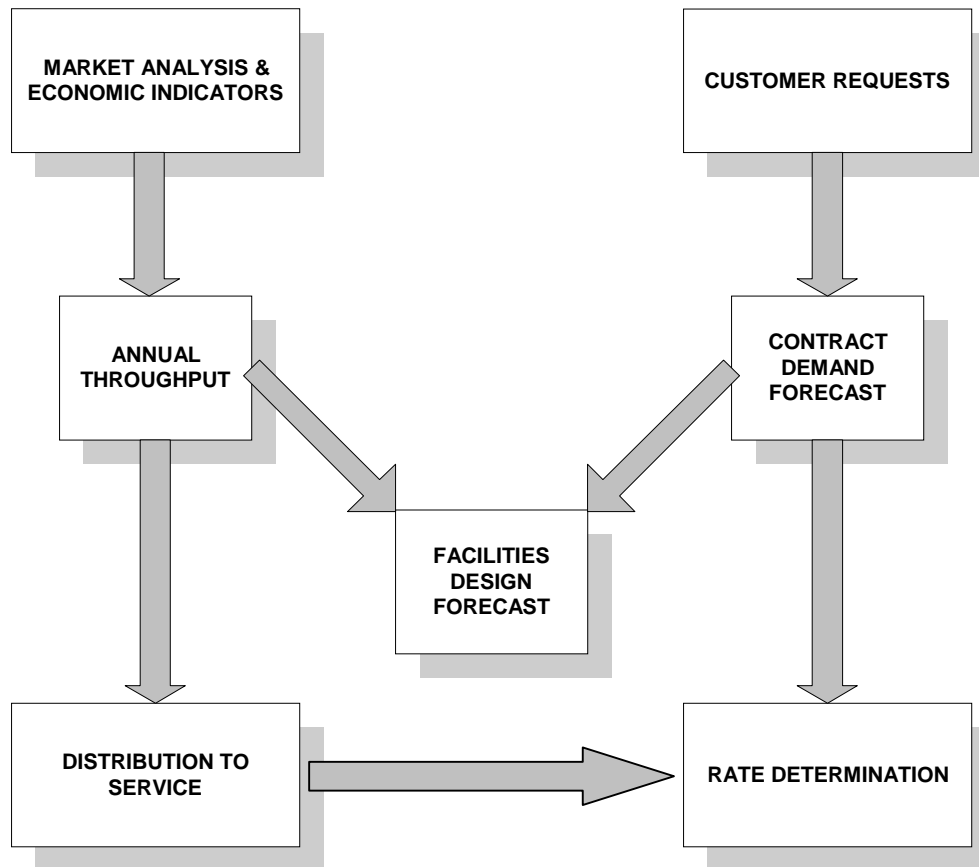 MARKET ANALYSIS &
ECONOMIC INDICATORS
CUSTOMER REQUESTS
ANNUAL
THROUGHPUT
CONTRACT
DEMAND
FORECAST
FACILITIES
DESIGN
FORECAST
DISTRIBUTION TO
SERVICE
RATE DETERMINATION